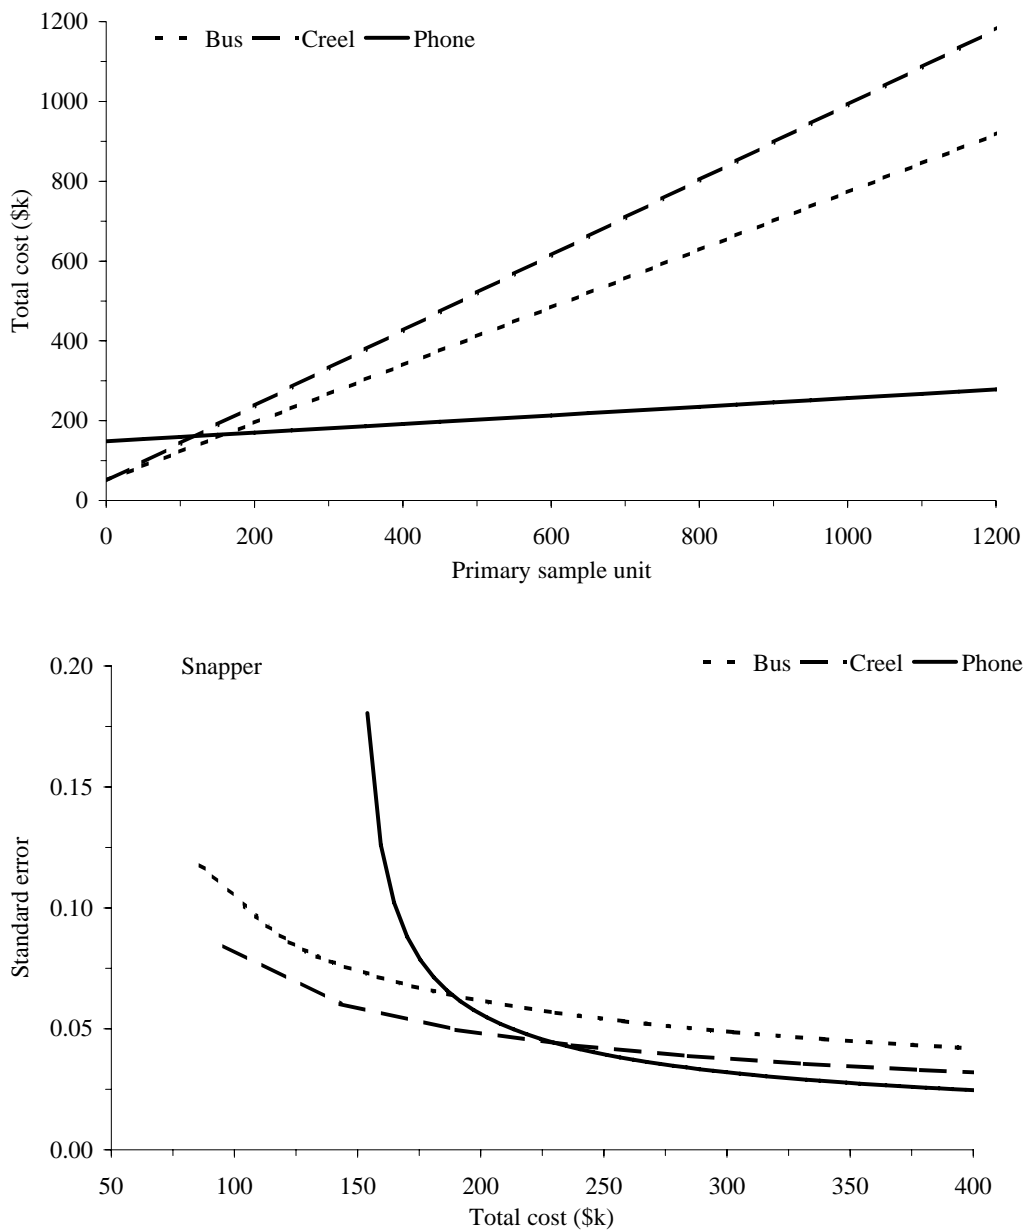 1200
Bus Creel Phone
1000
800
Total cost ($k)
600
400
200
0
0 200 400 600 800 1000 1200
Primary sample unit
0.20
Snapper
Bus Creel Phone
0.15
0.10
Standard error
0.05
0.00
50 100 150 200 250 300 350 400
Total cost ($k)